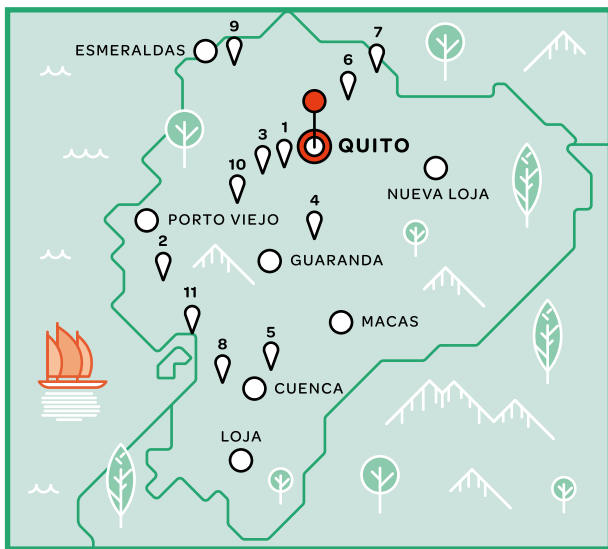 9
7
ESMERALDAS
6
1
3
QUITO
10
NUEVA LOJA
4
PORTO VIEJO
2
GUARANDA
11
MACAS
8
5
CUENCA
LOJA